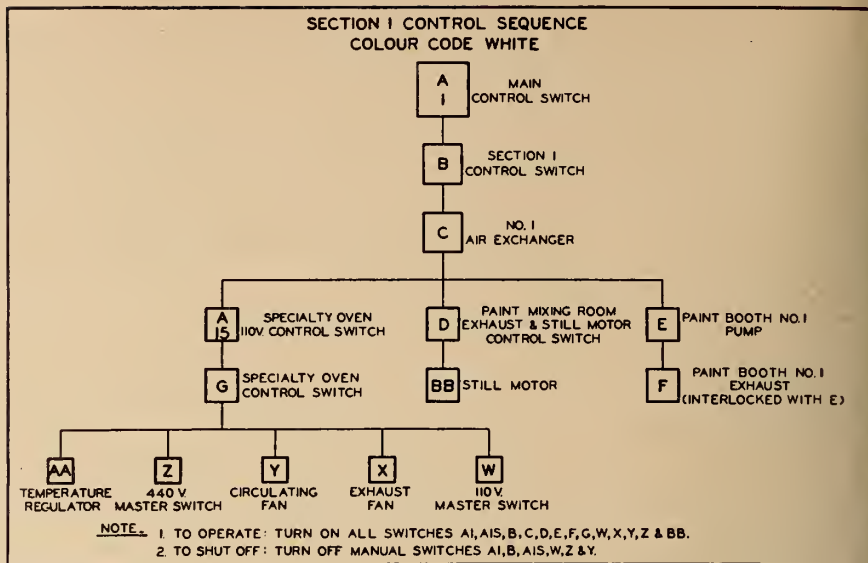 SECTION 1 CONTROL SEQUENCE
COLOUR CODE WHITE
A
1
MAIN
CONTROL SWITCH
B
SECTION 1
CONTROL SWITCH
C
NO. 1
AIR EXCHANGER
A
15
SPECIALTY OVEN
110V. CONTROL SWITCH
D
PAINT MIXING ROOM
EXHAUST & STILL MOTOR
CONTROL SWITCH
E
PAINT BOOTH NO. 1
PUMP
G
SPECIALTY OVEN
CONTROL SWITCH
BB
STILL MOTOR
F
PAINT BOOTH NO. 1
EXHAUST
(INTERLOCKED WITH E)
AA
TEMPERATURE
REGULATOR
Z
440 V.
MASTER SWITCH
Y
CIRCULATING
FAN
X
EXHAUST
FAN
W
110 V.
MASTER SWITCH
NOTE. 1. TO OPERATE: TURN ON ALL SWITCHES A1, A15, B, C, D, E, F, G, W, X, Y, Z & BB.
2. TO SHUT OFF: TURN OFF MANUAL SWITCHES A1, B, A15, W, Z & Y.